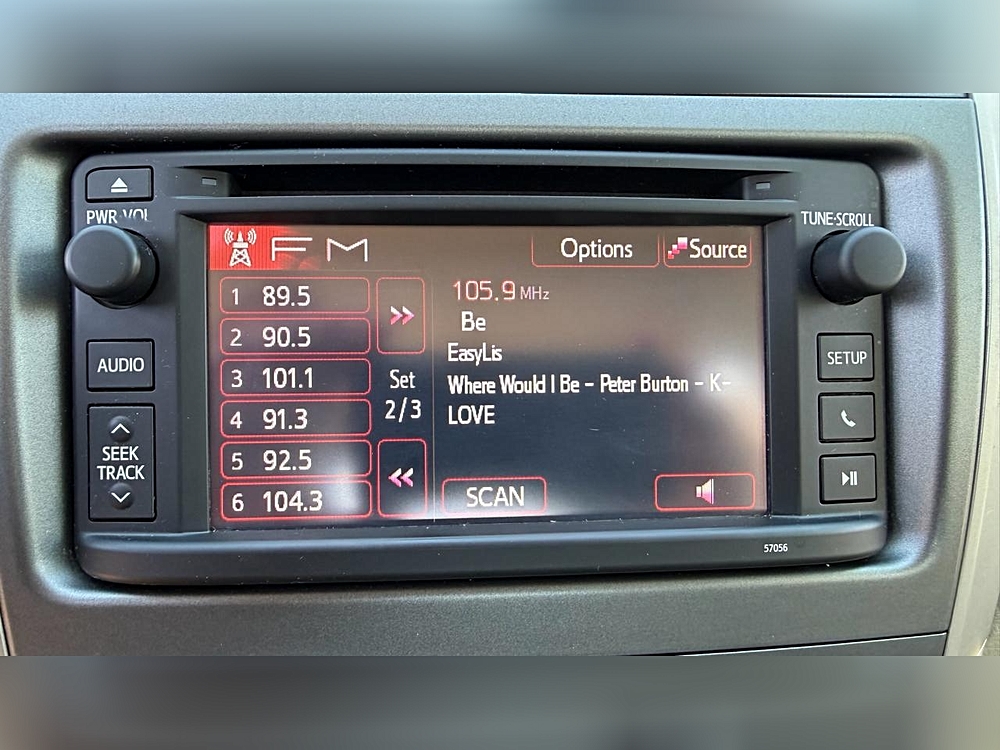 PWR·VOL
TUNE·SCROLL
FM
Options
Source
1 89.5
2 90.5
3 101.1
4 91.3
5 92.5
6 104.3
Set
2/3
105.9 MHz
Be
EasyLis
Where Would I Be - Peter Burton - K-
LOVE
SCAN
AUDIO
SEEK
TRACK
SETUP
57056